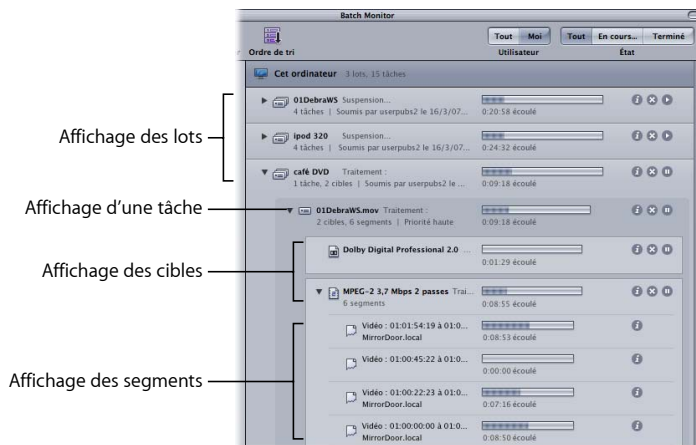 Batch Monitor
Ordre de tri
Tout Moi
Utilisateur
Tout En cours... Terminé
État
Cet ordinateur 3 lots, 15 tâches
Affichage des lots
01DebraWS Suspension...
4 tâches | Soumis par userpubs2 le 16/3/07... 0:20:58 écoulé
ipod 320 Suspension...
4 tâches | Soumis par userpubs2 le 16/3/07... 0:24:32 écoulé
café DVD Traitement :
1 tâche, 2 cibles | Soumis par userpubs2 le ... 0:09:18 écoulé
Affichage d'une tâche
01DebraWS.mov Traitement :
2 cibles, 6 segments | Priorité haute 0:09:18 écoulé
Affichage des cibles
Dolby Digital Professional 2.0 ...
0:01:29 écoulé
MPEG-2 3,7 Mbps 2 passes Trai...
6 segments 0:08:55 écoulé
Affichage des segments
Vidéo : 01:01:54:19 à 01:0...
MirrorDoor.local 0:08:53 écoulé
Vidéo : 01:00:45:22 à 01:0...
0:00:00 écoulé
Vidéo : 01:00:22:23 à 01:0...
MirrorDoor.local 0:07:16 écoulé
Vidéo : 01:00:00:00 à 01:0...
MirrorDoor.local 0:08:50 écoulé